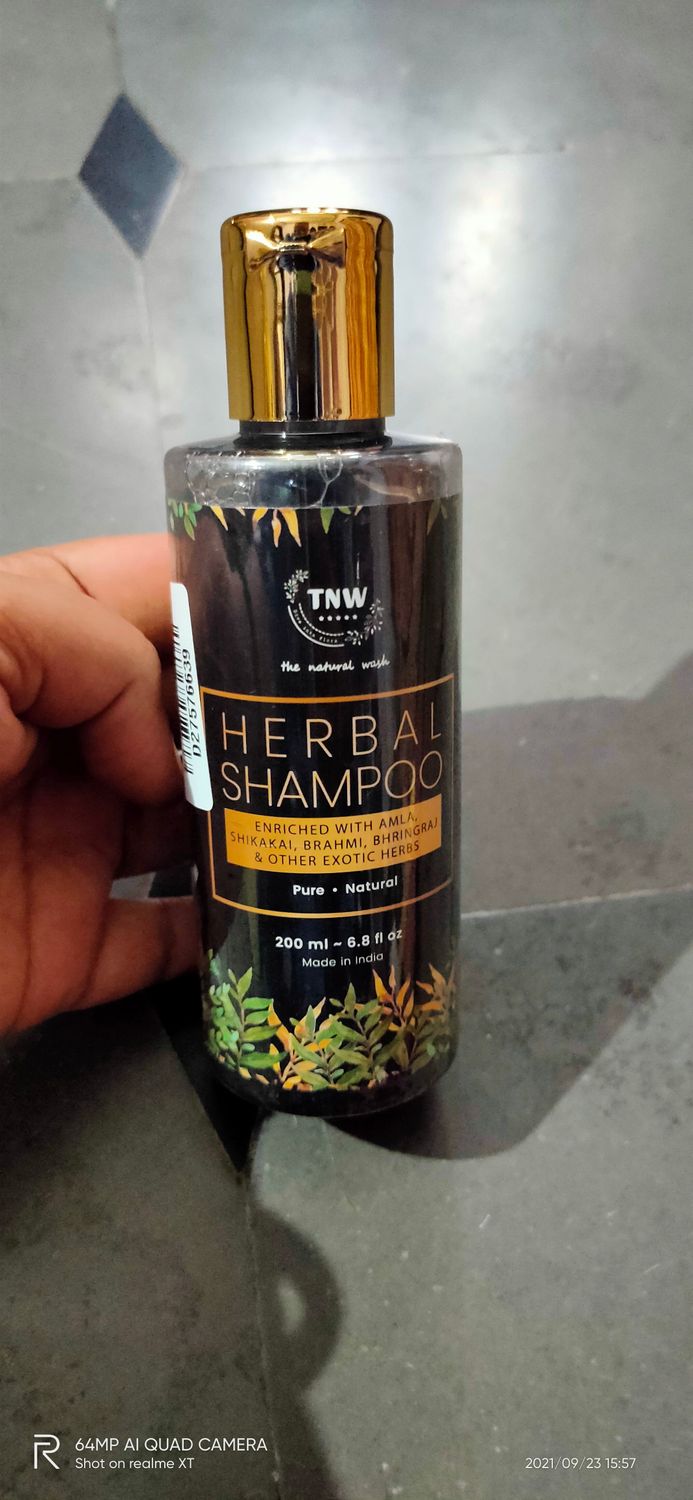 TNW
the natural wash
HERBAL
SHAMPOO
ENRICHED WITH AMLA,
SHIKAKAI, BRAHMI, BHRINGRAJ
& OTHER EXOTIC HERBS
Pure • Natural
200 ml ~ 6.8 fl oz
Made in India
D27576639
64MP AI QUAD CAMERA
Shot on realme XT
2021/09/23 15:57